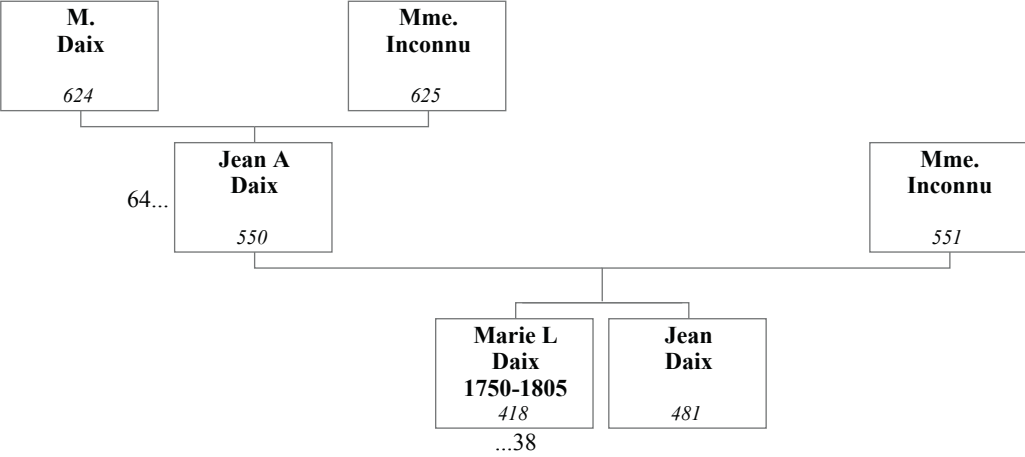 M.
Daix
624
Mme.
Inconnu
625
64...
Jean A
Daix
550
Mme.
Inconnu
551
Marie L
Daix
1750-1805
418
...38
Jean
Daix
481